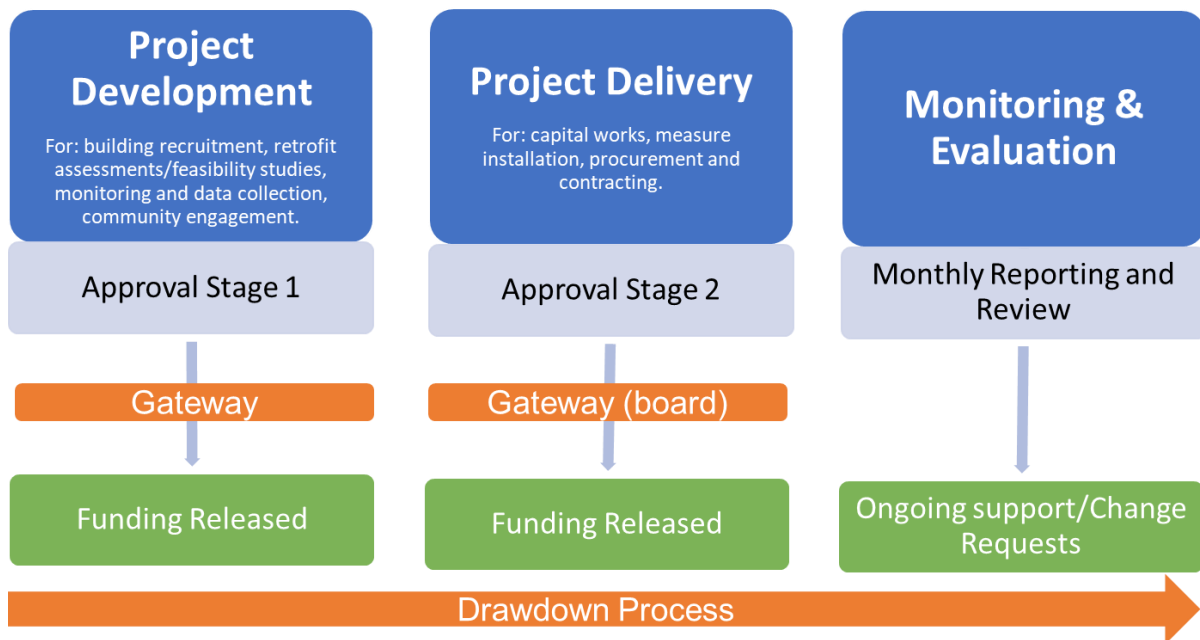 Project
Development
For: building recruitment, retrofit
assessments/feasibility studies,
monitoring and data collection,
community engagement.
Approval Stage 1
Gateway
Funding Released
Project Delivery
For: capital works, measure
installation, procurement and
contracting.
Approval Stage 2
Gateway (board)
Funding Released
Monitoring &
Evaluation
Monthly Reporting and
Review
Ongoing support/Change
Requests
Drawdown Process